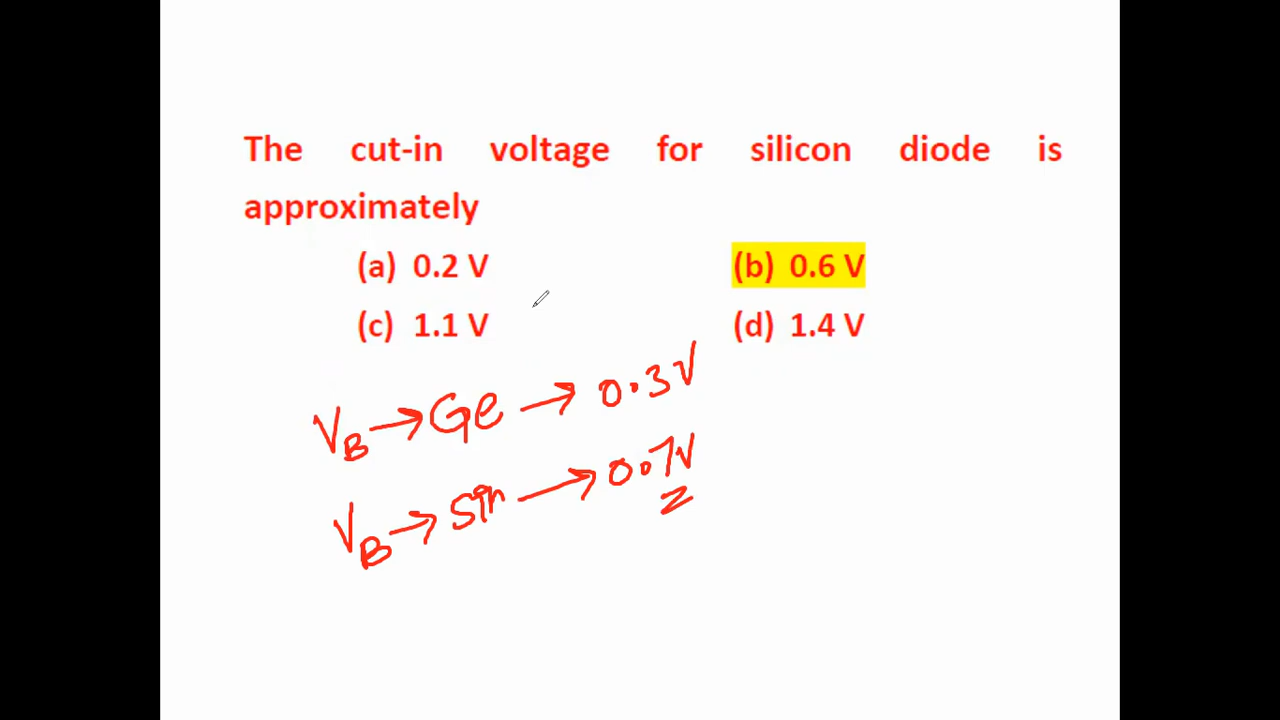 The cut-in voltage for silicon diode is
approximately
(a) 0.2 V (b) 0.6 V
(c) 1.1 V (d) 1.4 V
VB → Ge → 0.3V
VB → Sin → 0.7V